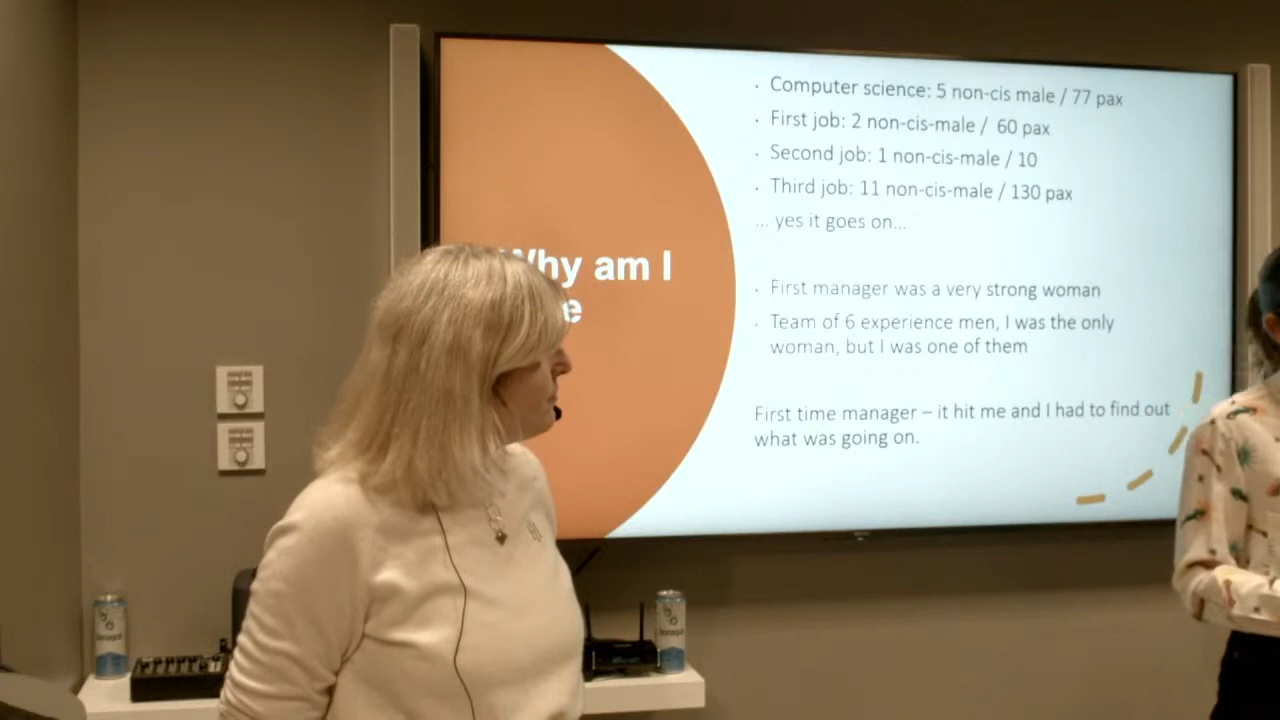 Computer science: 5 non-cis male / 77 pax
First job: 2 non-cis-male / 60 pax
Second job: 1 non-cis-male / 10
Third job: 11 non-cis-male / 130 pax
... yes it goes on...
Why am I
First manager was a very strong woman
Team of 6 experience men, I was the only
woman, but I was one of them
First time manager – it hit me and I had to find out
what was going on.